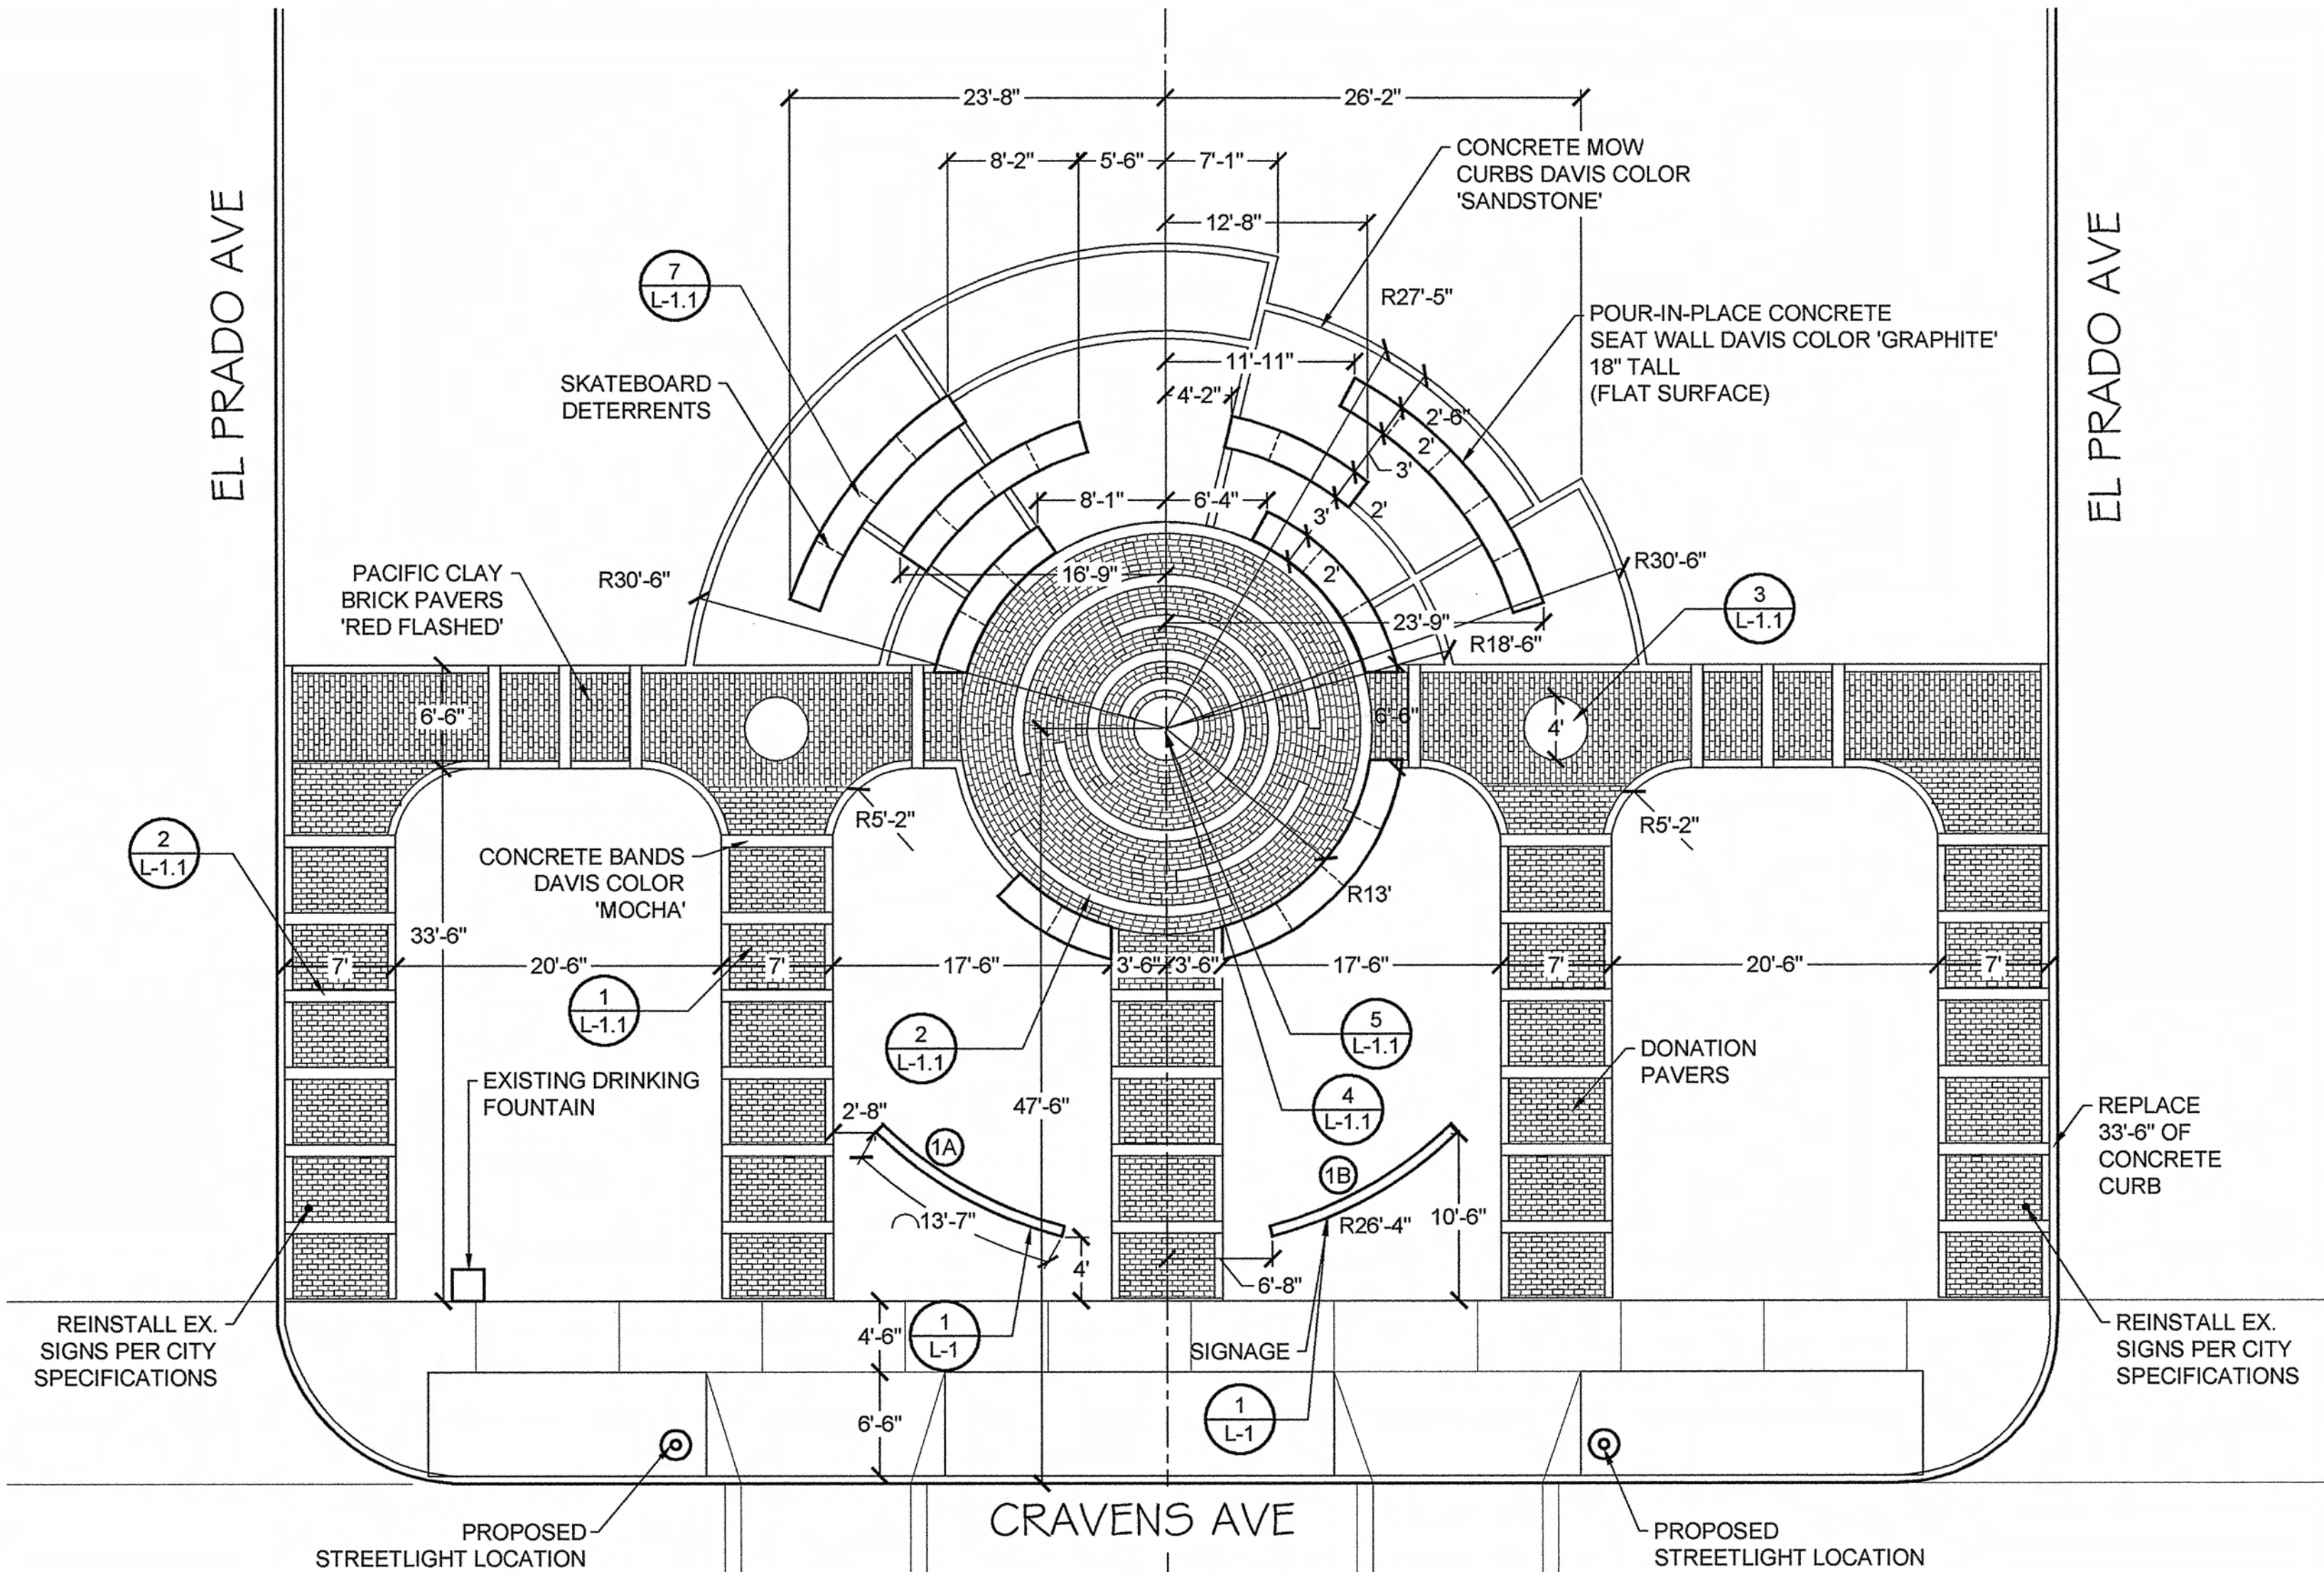 23'-8"
26'-2"
8'-2"
5'-6"
7'-1"
12'-8"
CONCRETE MOW
CURBS DAVIS COLOR
'SANDSTONE'
EL PRADO AVE
EL PRADO AVE
7
L-1.1
R27'-5"
POUR-IN-PLACE CONCRETE
SEAT WALL DAVIS COLOR 'GRAPHITE'
18" TALL
(FLAT SURFACE)
SKATEBOARD
DETERRENTS
11'-11"
4'-2"
2'-6"
2'
3'
8'-1"
6'-4"
3'
2'
2'
16'-9"
PACIFIC CLAY
BRICK PAVERS
'RED FLASHED'
R30'-6"
R30'-6"
3
L-1.1
23'-9"
R18'-6"
6'-6"
6'-6"
4'
R5'-2"
R5'-2"
2
L-1.1
CONCRETE BANDS
DAVIS COLOR
'MOCHA'
R13'
33'-6"
7'
20'-6"
7'
17'-6"
3'-6"
3'-6"
17'-6"
7'
20'-6"
7'
1
L-1.1
2
L-1.1
5
L-1.1
4
L-1.1
DONATION
PAVERS
EXISTING DRINKING
FOUNTAIN
2'-8"
47'-6"
1A
1B
REPLACE
33'-6" OF
CONCRETE
CURB
13'-7"
R26'-4"
10'-6"
4'
6'-8"
REINSTALL EX.
SIGNS PER CITY
SPECIFICATIONS
4'-6"
1
L-1
SIGNAGE
REINSTALL EX.
SIGNS PER CITY
SPECIFICATIONS
6'-6"
1
L-1
CRAVENS AVE
PROPOSED
STREETLIGHT LOCATION
PROPOSED
STREETLIGHT LOCATION